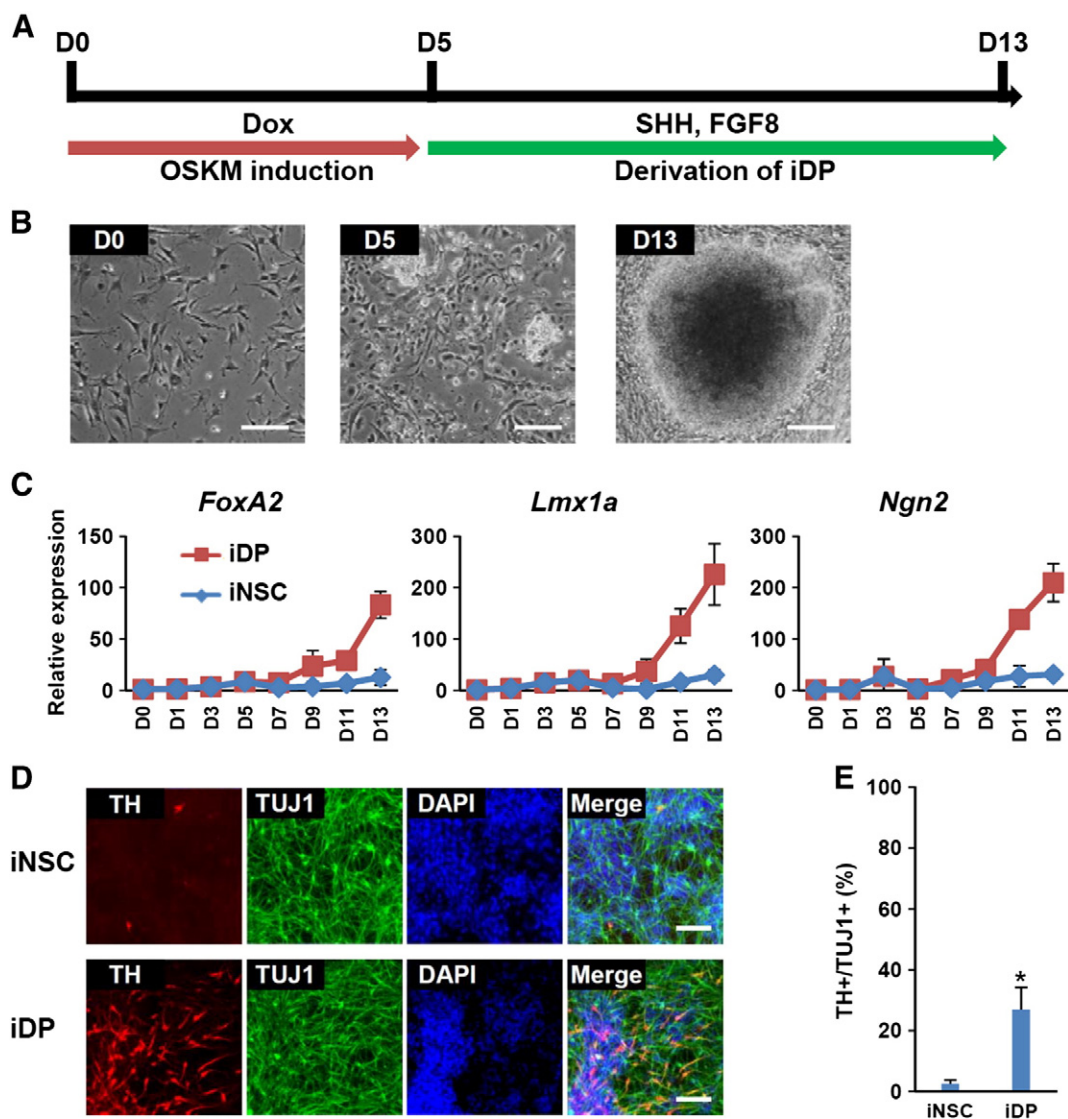 A
D0 D5 D13
Dox SHH, FGF8
OSKM induction Derivation of iDP
B
D0 D5 D13
C
FoxA2 Lmx1a Ngn2
Relative expression
150
100
50
0
iDP
iNSC
D0 D1 D3 D5 D7 D9 D11 D13
300
200
100
0
D0 D1 D3 D5 D7 D9 D11 D13
300
200
100
0
D0 D1 D3 D5 D7 D9 D11 D13
D
iNSC
TH TUJ1 DAPI Merge
iDP
TH TUJ1 DAPI Merge
E
TH+/TUJ1+ (%)
100
80
60
40
20
0
*
iNSC iDP